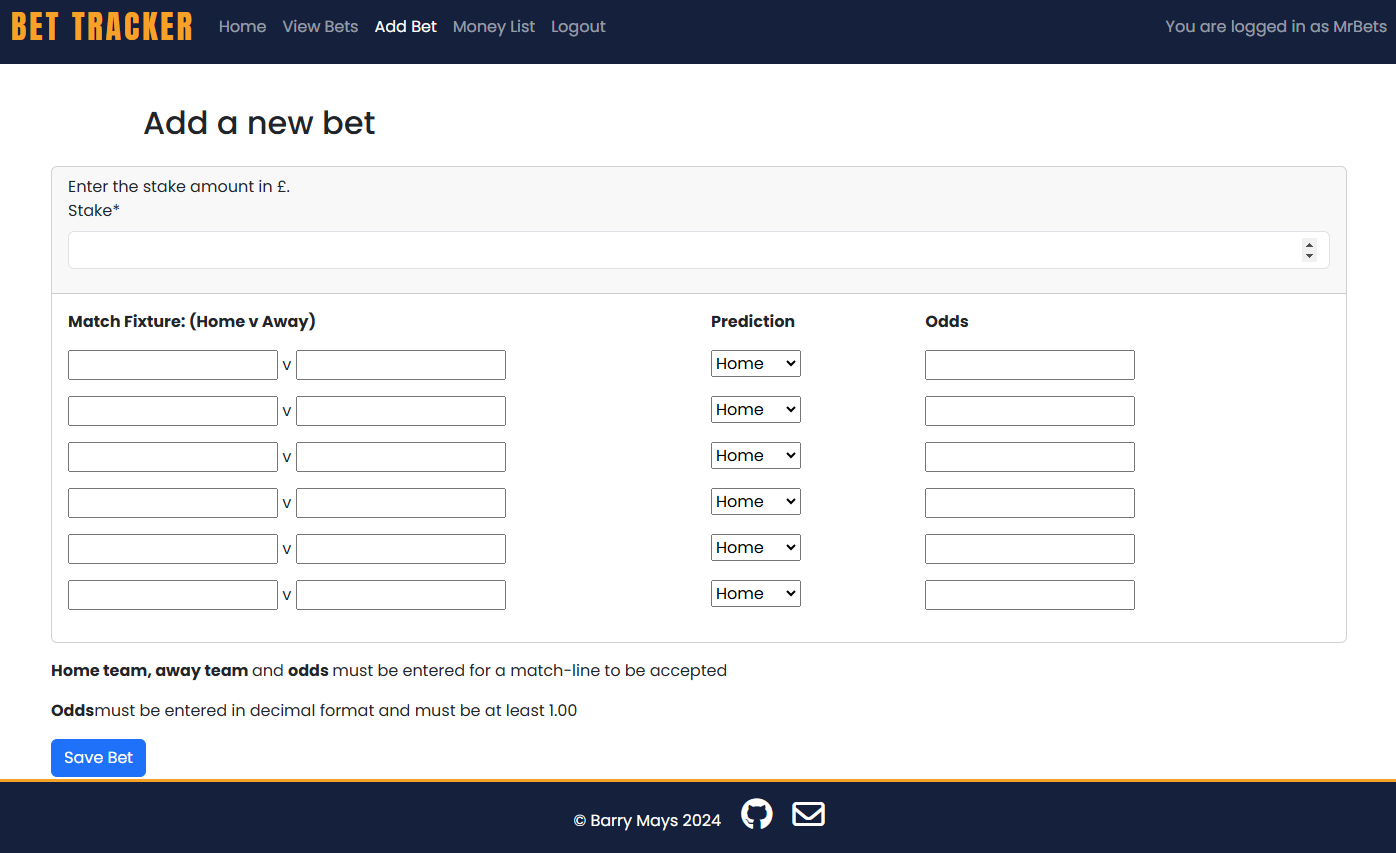 BET TRACKER Home View Bets Add Bet Money List Logout You are logged in as MrBets
Add a new bet
Enter the stake amount in £.
Stake*
Match Fixture: (Home v Away) Prediction Odds
v Home
v Home
v Home
v Home
v Home
v Home
Home team, away team and odds must be entered for a match-line to be accepted
Oddsmust be entered in decimal format and must be at least 1.00
Save Bet
© Barry Mays 2024